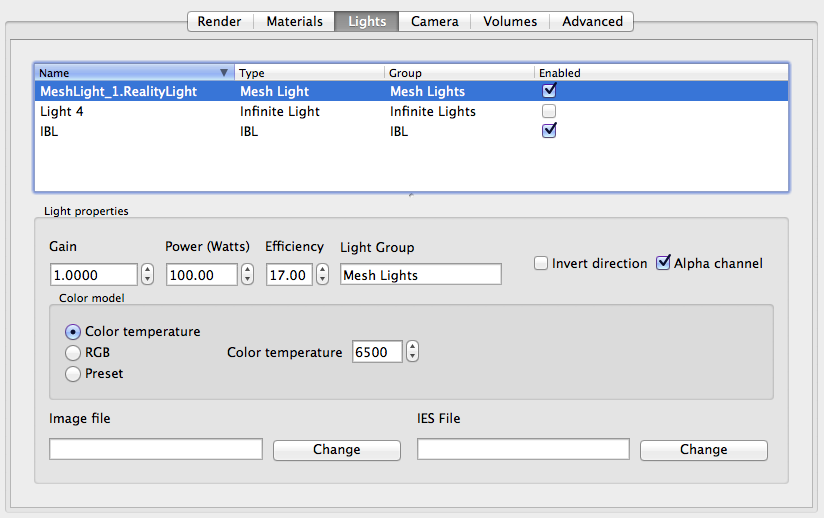 Render Materials Lights Camera Volumes Advanced
Name Type Group Enabled
MeshLight_1.RealityLight Mesh Light Mesh Lights
Light 4 Infinite Light Infinite Lights
IBL IBL IBL
Light properties
Gain Power (Watts) Efficiency Light Group
1.0000 100.00 17.00 Mesh Lights Invert direction Alpha channel
Color model
Color temperature
RGB Color temperature 6500
Preset
Image file IES File
Change Change